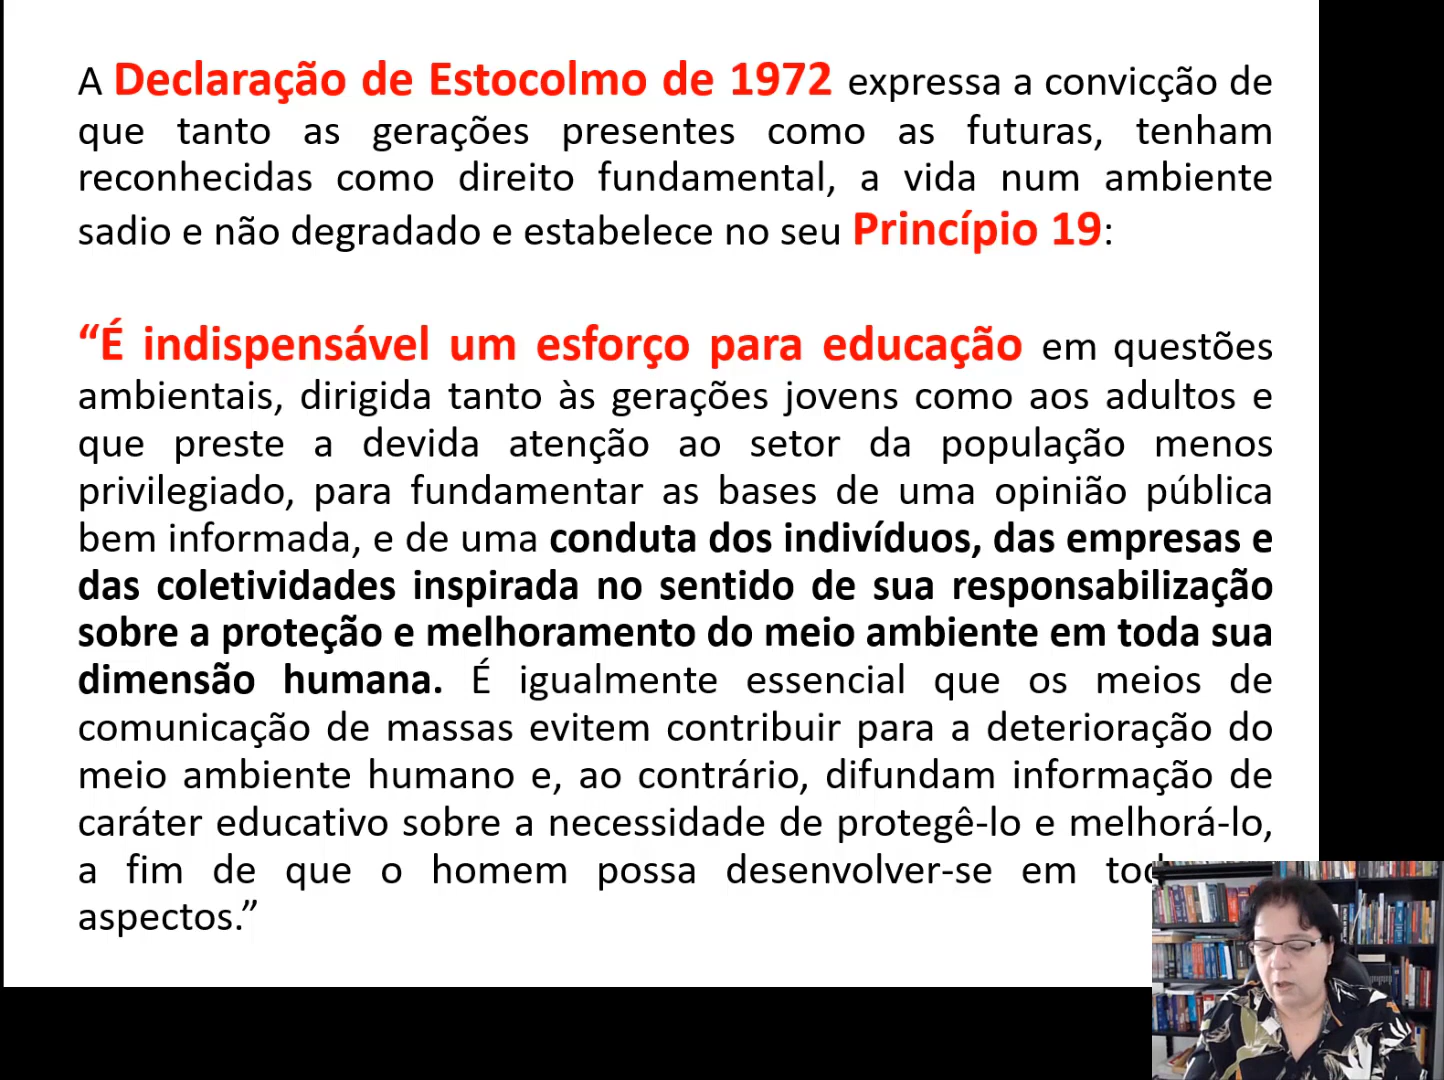 A Declaração de Estocolmo de 1972 expressa a convicção de
que tanto as gerações presentes como as futuras, tenham
reconhecidas como direito fundamental, a vida num ambiente
sadio e não degradado e estabelece no seu Princípio 19:
“É indispensável um esforço para educação em questões
ambientais, dirigida tanto às gerações jovens como aos adultos e
que preste a devida atenção ao setor da população menos
privilegiado, para fundamentar as bases de uma opinião pública
bem informada, e de uma conduta dos indivíduos, das empresas e
das coletividades inspirada no sentido de sua responsabilização
sobre a proteção e melhoramento do meio ambiente em toda sua
dimensão humana. É igualmente essencial que os meios de
comunicação de massas evitem contribuir para a deterioração do
meio ambiente humano e, ao contrário, difundam informação de
caráter educativo sobre a necessidade de protegê-lo e melhorá-lo,
a fim de que o homem possa desenvolver-se em
aspectos.”